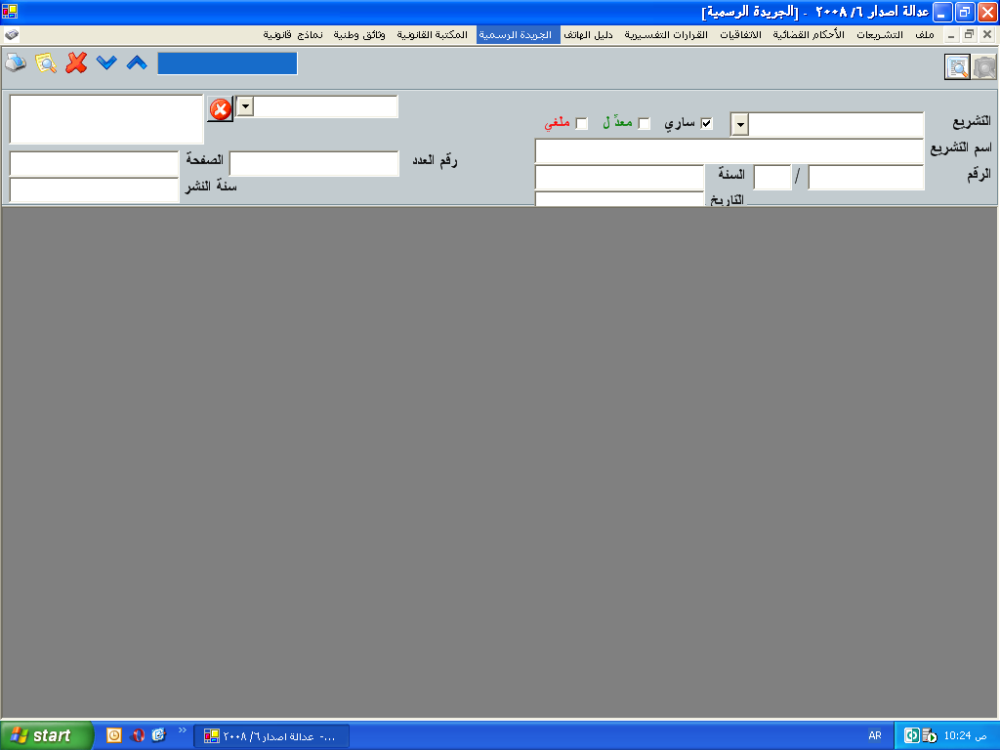 عدالة اصدار ٦/ ٢٠٠٨ - [الجريدة الرسمية]
ملف التشريعات الأحكام القضائية الاتفاقيات القرارات التفسيرية دليل الهاتف الجريدة الرسمية المكتبة القانونية وثائق وطنية نماذج قانونية
التشريع ساري معدّل ملغي
اسم التشريع
الرقم / السنة
التاريخ
رقم العدد الصفحة
سنة النشر
start
عدالة اصدار ٦/ ٢٠٠٨ -...
AR
10:24 ص